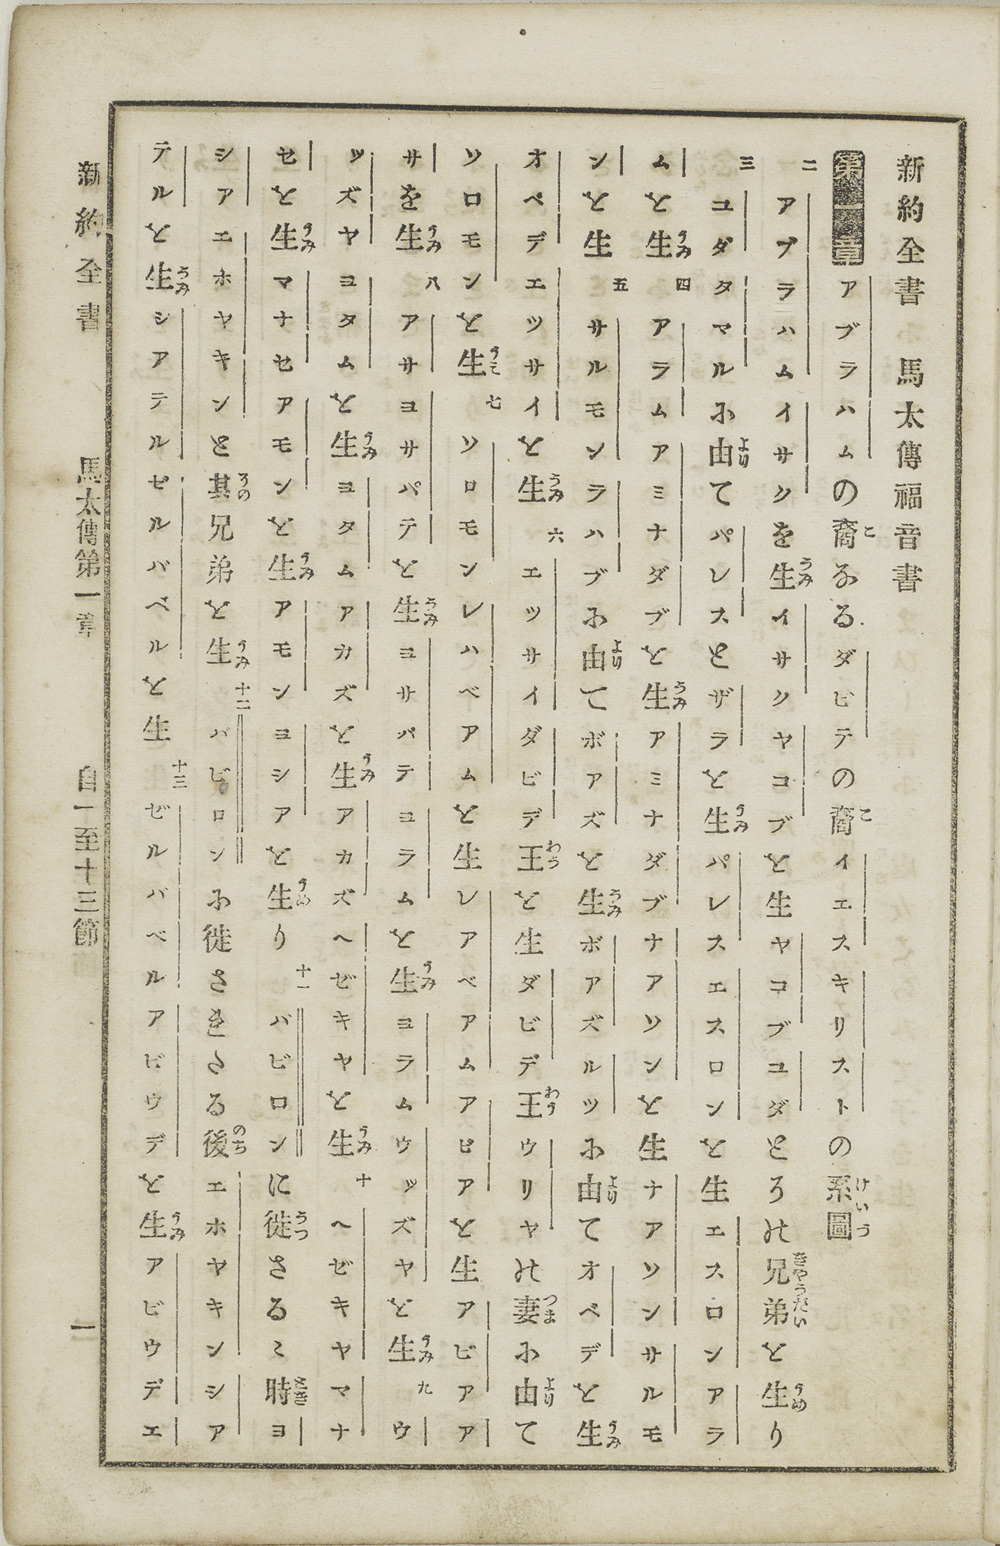 新約全書　馬太傳福音書
第一章 アブラハムの裔なるダビテの裔イエスキリストの系圖
二 アブラハムイサクを生イサクヤコブを生ヤコブユダとその兄弟を生り
三 ユダタマルに由てパレスとザラを生パレスエスロンを生エスロンアラ
ムを生 四 アラムアミナダブを生アミナダブナアソンを生ナアソンサルモ
ンを生 五 サルモンラハブに由てボアズを生ボアズルツに由てオベデを生
オベデエツサイを生 六 エツサイダビデ王を生ダビデ王ウリヤの妻に由て
ソロモンを生 七 ソロモンレハベアムを生レアベアムアビアを生アビアア
サを生 八 アサヨサパテを生ヨサパテヨラムを生ヨラムウッズヤを生 九 ウ
ッズヤヨタムを生ヨタムアカズを生アカズヘゼキヤを生 十 ヘゼキヤマナ
セを生マナセアモンを生アモンヨシアを生り 十一 バビロンに徙さるゝ時ヨ
シアエホヤキンと其兄弟を生 十二 バビロンに徙されたる後エホヤキンシア
テルを生シアテルゼルバベルを生 十三 ゼルバベルアビウデを生アビウデエ
新約全書　馬太傳第一章　自一至十三節　一